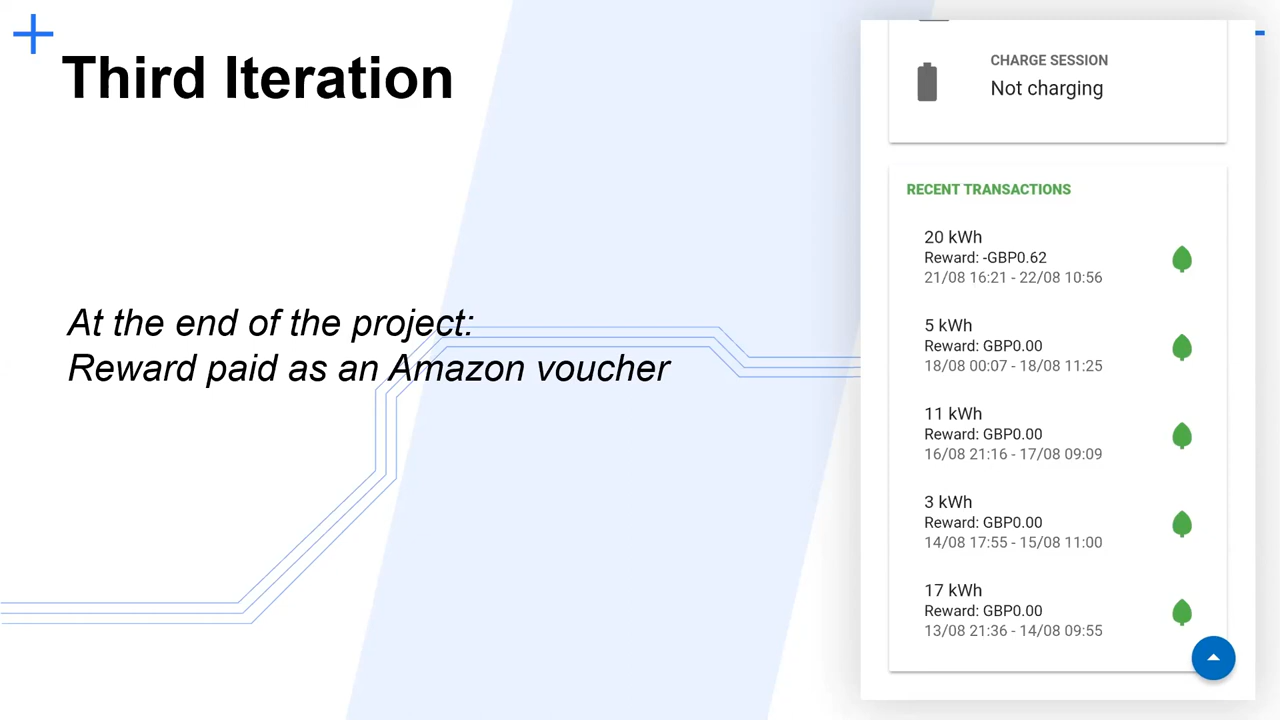 Third Iteration
At the end of the project:
Reward paid as an Amazon voucher
CHARGE SESSION
Not charging
RECENT TRANSACTIONS
20 kWh
Reward: -GBP0.62
21/08 16:21 - 22/08 10:56
5 kWh
Reward: GBP0.00
18/08 00:07 - 18/08 11:25
11 kWh
Reward: GBP0.00
16/08 21:16 - 17/08 09:09
3 kWh
Reward: GBP0.00
14/08 17:55 - 15/08 11:00
17 kWh
Reward: GBP0.00
13/08 21:36 - 14/08 09:55